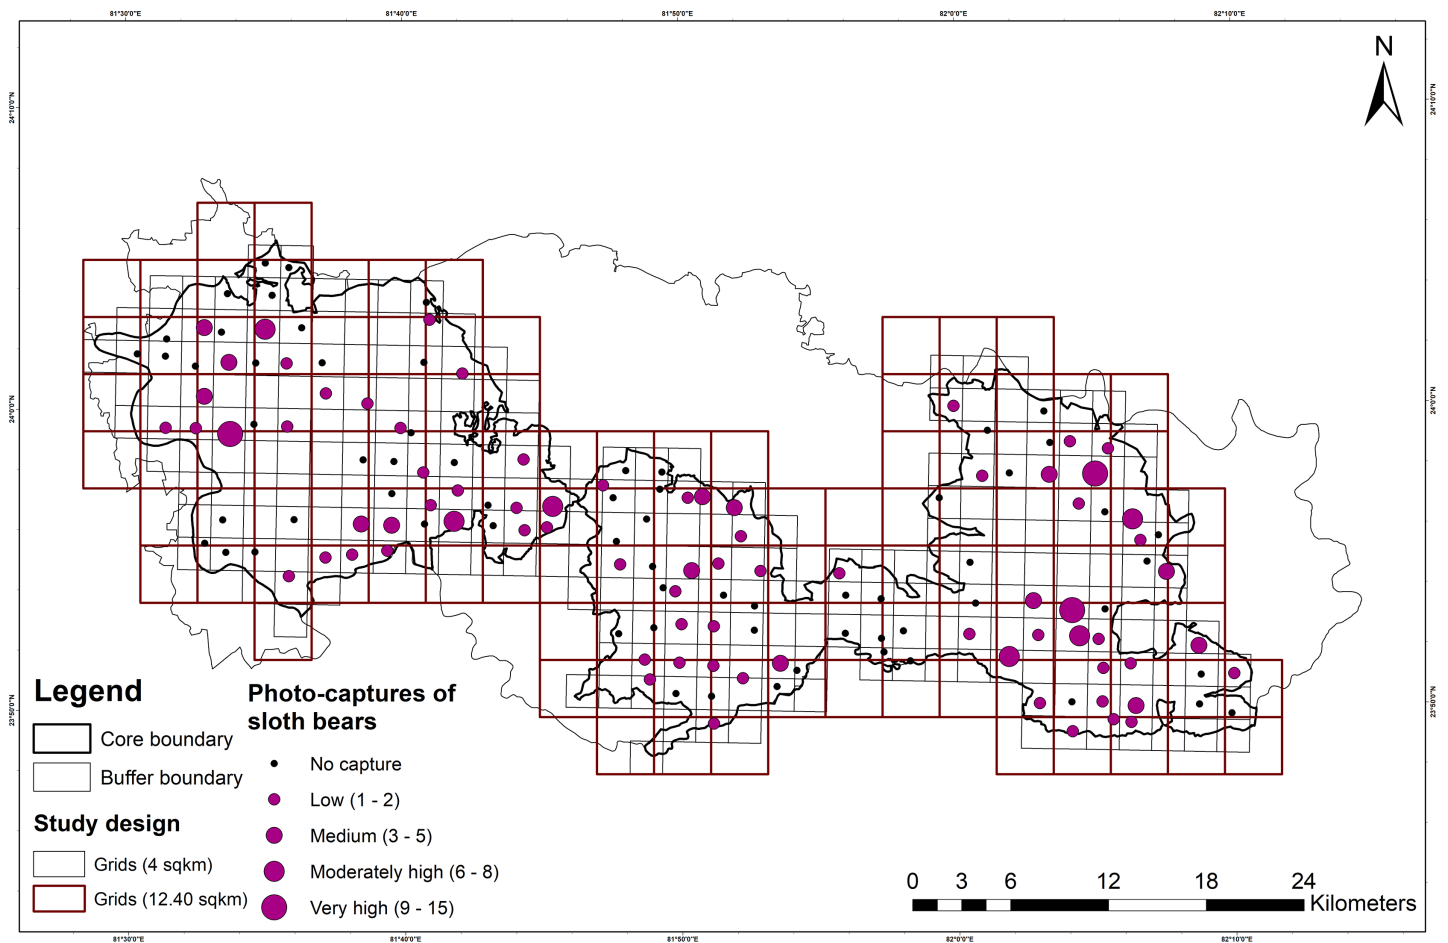 81°30'0"E 81°40'0"E 81°50'0"E 82°0'0"E 82°10'0"E
N
24°10'0"N 24°10'0"N
24°0'0"N 24°0'0"N
23°50'0"N 23°50'0"N
Legend
Core boundary
Buffer boundary
Study design
Grids (4 sqkm)
Grids (12.40 sqkm)
Photo-captures of
sloth bears
No capture
Low (1 - 2)
Medium (3 - 5)
Moderately high (6 - 8)
Very high (9 - 15)
0 3 6 12 18 24
Kilometers
81°30'0"E 81°40'0"E 81°50'0"E 82°0'0"E 82°10'0"E